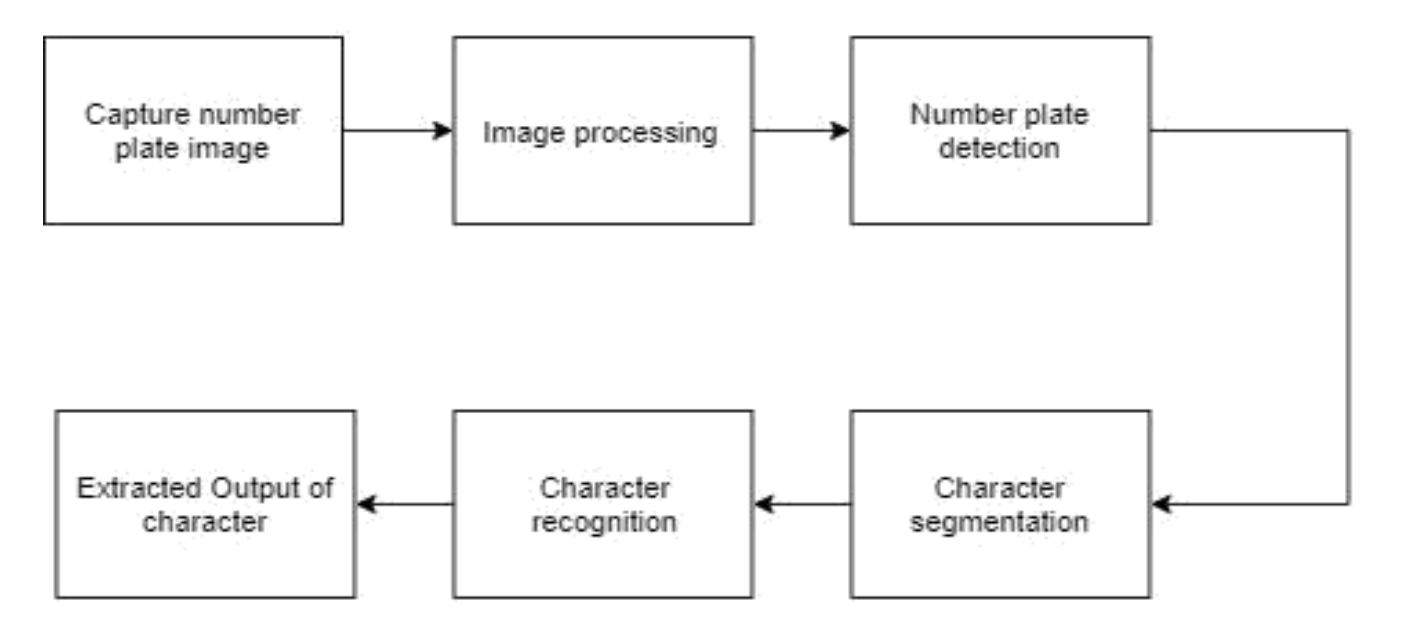 Capture number
plate image
Image processing
Number plate
detection
Character
segmentation
Character
recognition
Extracted Output of
character